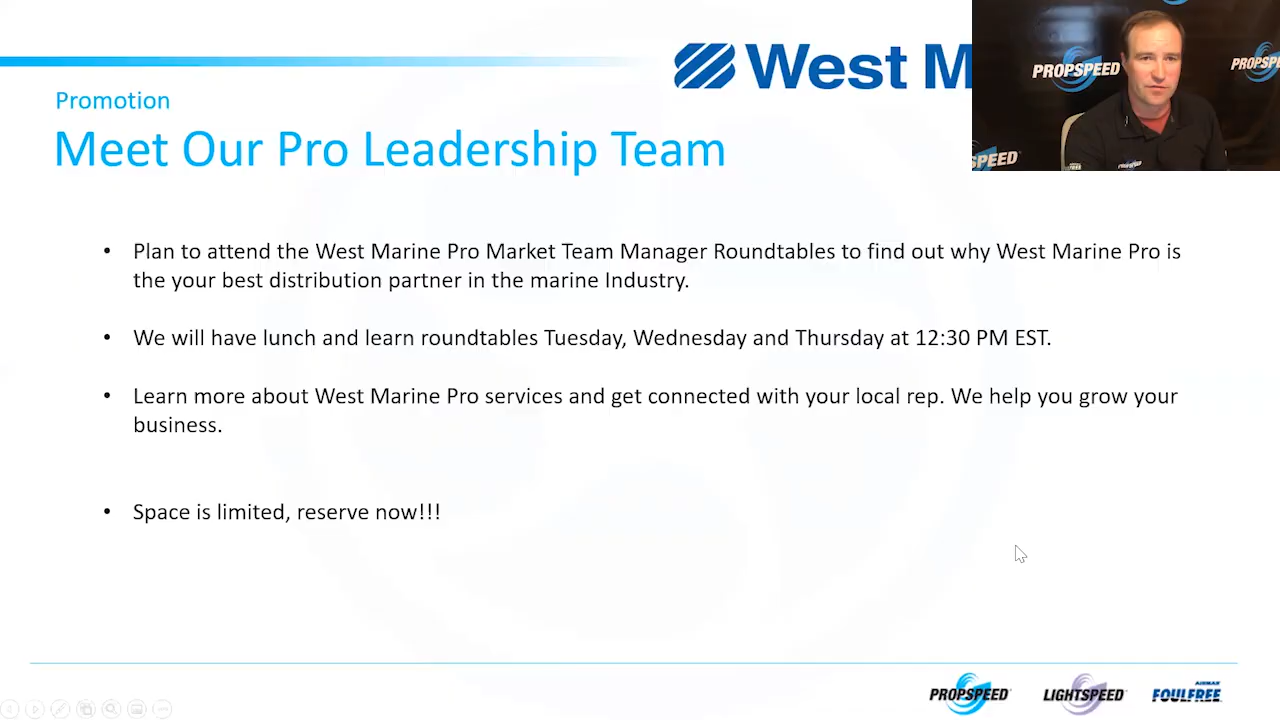 West M
PROPSPEED
PROPSPEED
SPEED
PROPSPEED
Promotion
Meet Our Pro Leadership Team
• Plan to attend the West Marine Pro Market Team Manager Roundtables to find out why West Marine Pro is
the your best distribution partner in the marine Industry.
• We will have lunch and learn roundtables Tuesday, Wednesday and Thursday at 12:30 PM EST.
• Learn more about West Marine Pro services and get connected with your local rep. We help you grow your
business.
• Space is limited, reserve now!!!
PROPSPEED
LIGHTSPEED
AIRMAR
FOULFREE